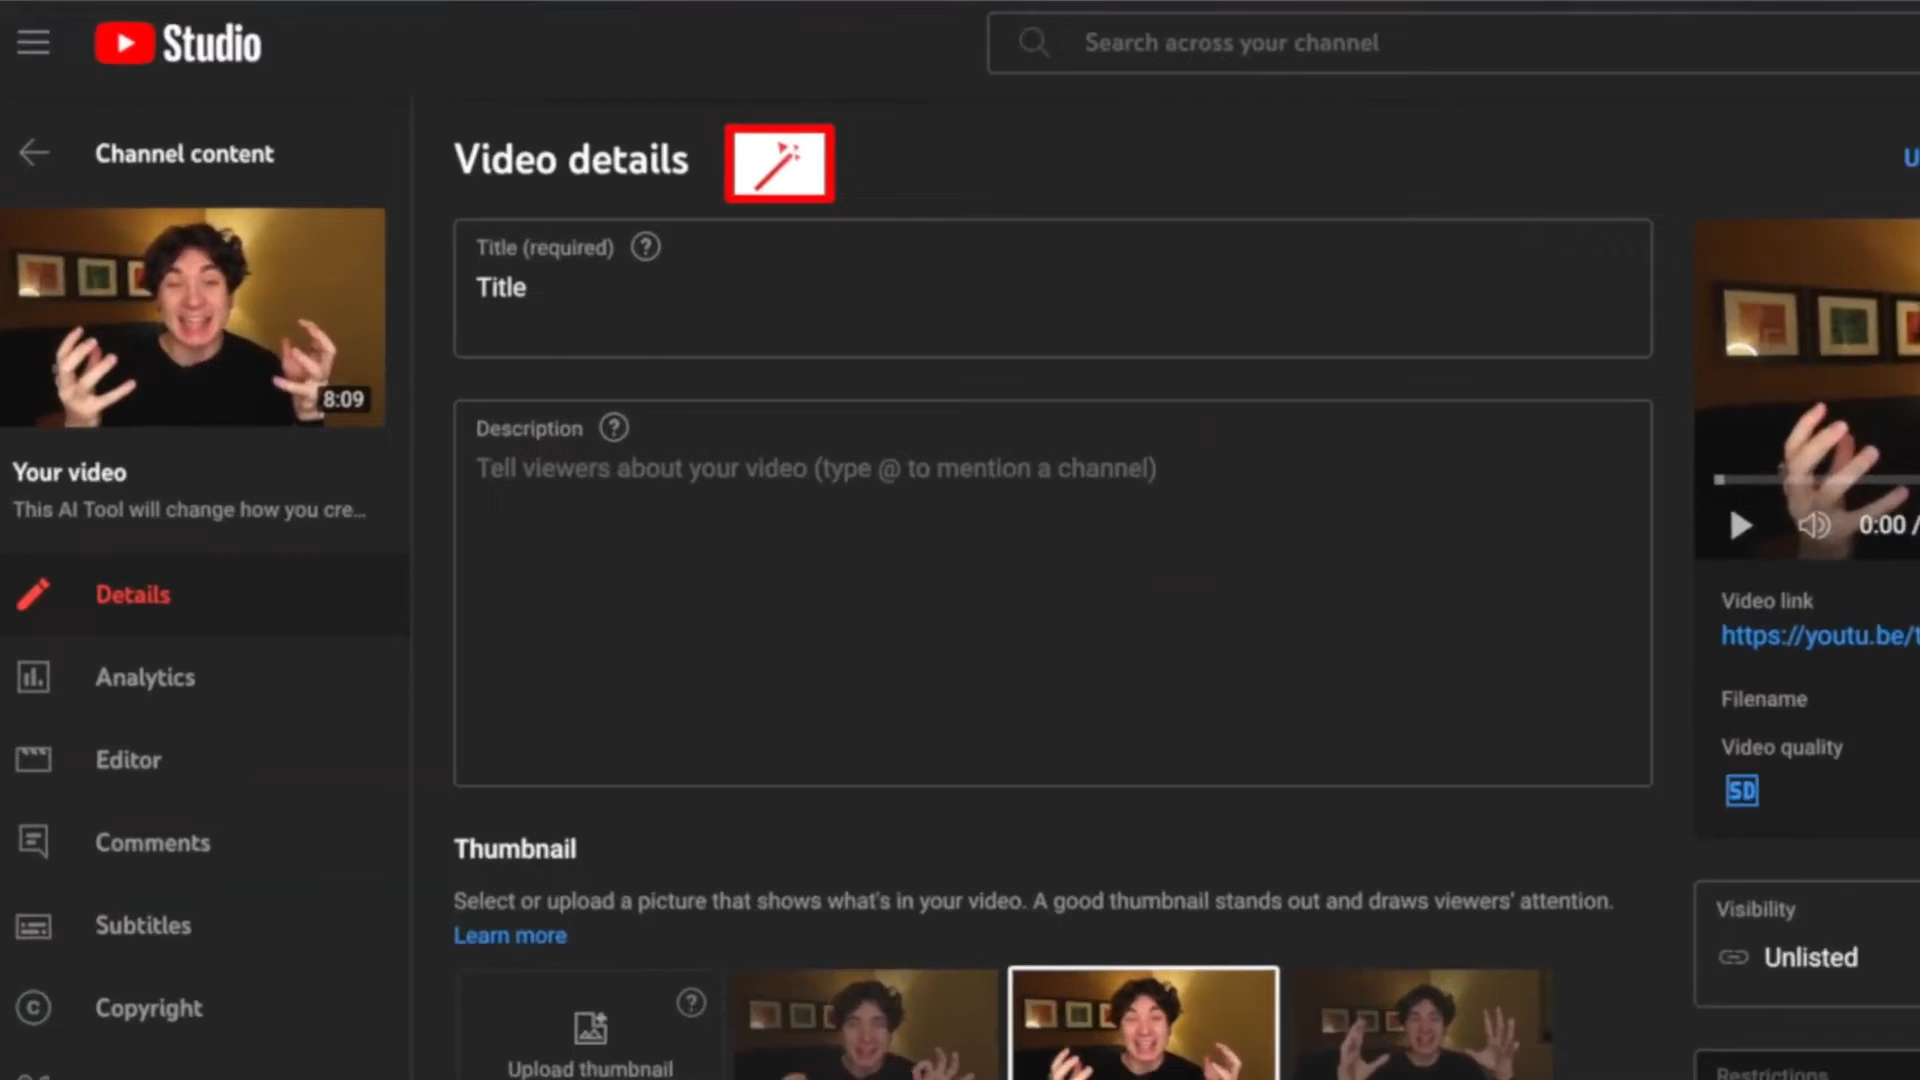 Studio
Search across your channel
Channel content
Video details
U
Title (required)
Title
8:09
Description
Tell viewers about your video (type @ to mention a channel)
Your video
This AI Tool will change how you cre...
0:00 /
Details
Video link
https://youtu.be/t
Analytics
Filename
Video quality
SD
Editor
Comments
Thumbnail
Select or upload a picture that shows what's in your video. A good thumbnail stands out and draws viewers' attention.
Learn more
Visibility
Unlisted
Subtitles
Copyright
Upload thumbnail
Restrictions